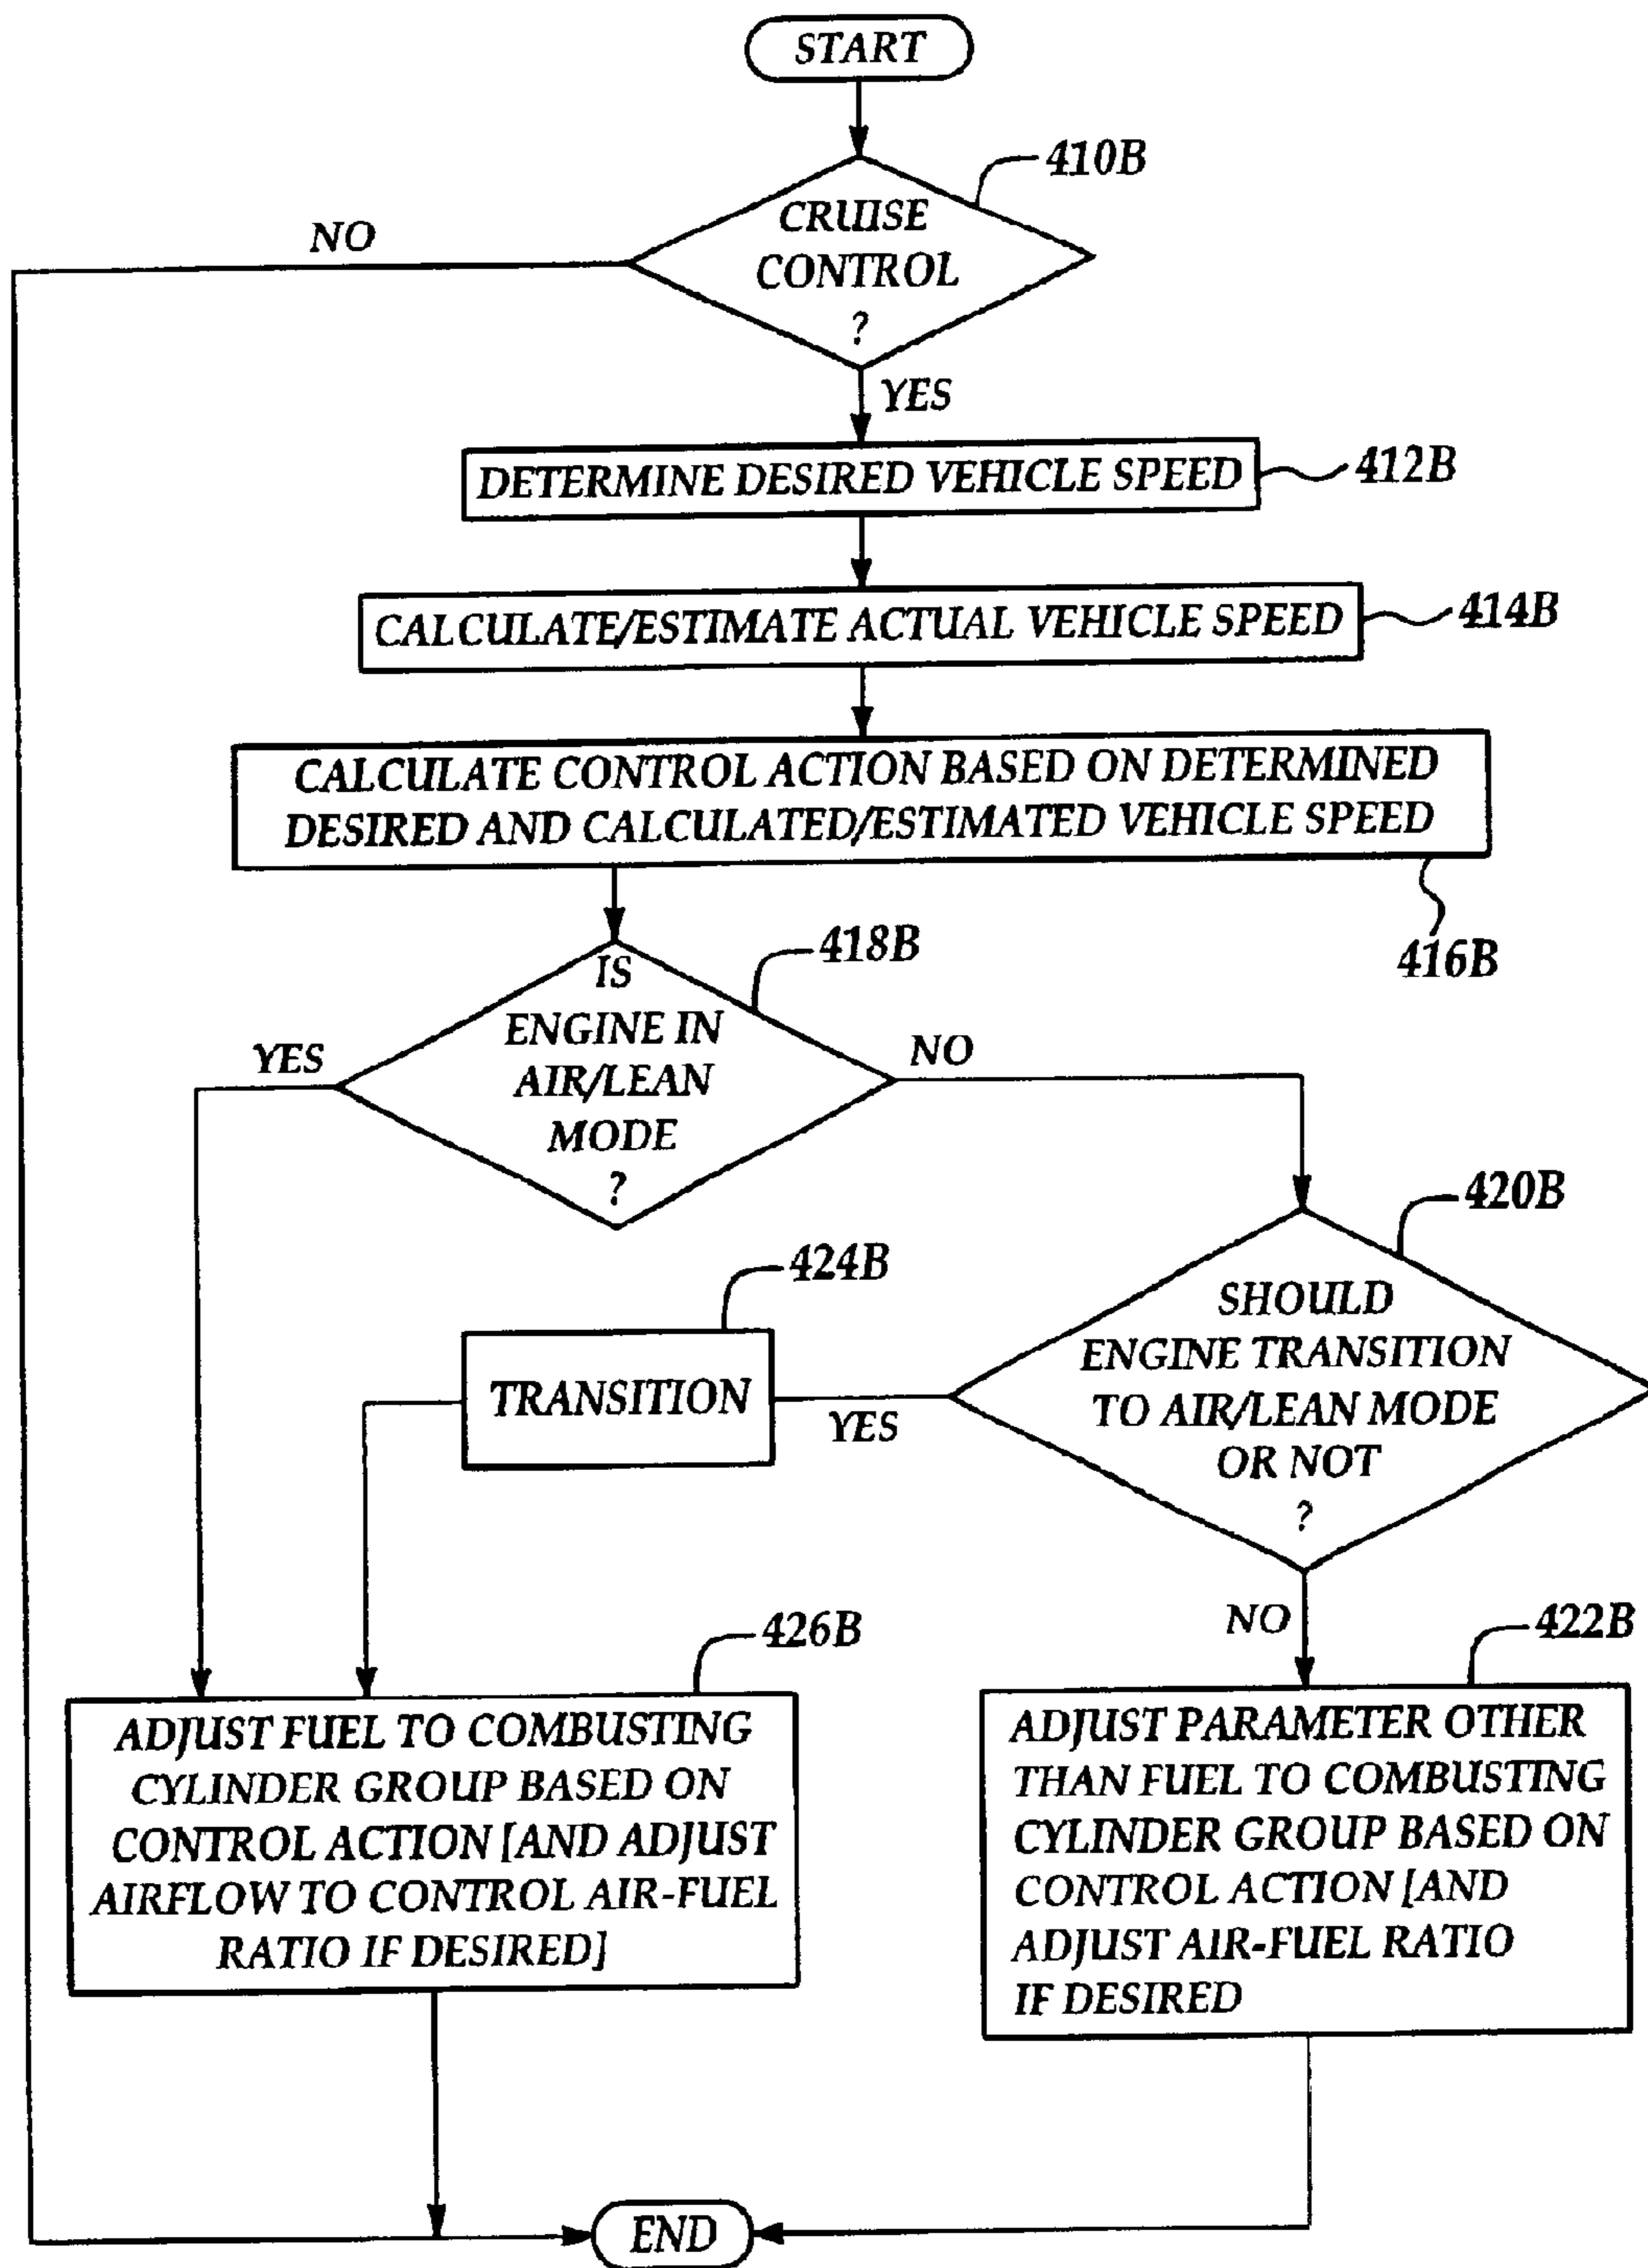 START
410B
CRUISE
CONTROL
?
NO
YES
DETERMINE DESIRED VEHICLE SPEED
412B
CALCULATE/ESTIMATE ACTUAL VEHICLE SPEED
414B
CALCULATE CONTROL ACTION BASED ON DETERMINED
DESIRED AND CALCULATED/ESTIMATED VEHICLE SPEED
416B
418B
IS
ENGINE IN
AIR/LEAN
MODE
?
YES
NO
420B
SHOULD
ENGINE TRANSITION
TO AIR/LEAN MODE
OR NOT
?
424B
TRANSITION
YES
NO
426B
ADJUST FUEL TO COMBUSTING
CYLINDER GROUP BASED ON
CONTROL ACTION [AND ADJUST
AIRFLOW TO CONTROL AIR-FUEL
RATIO IF DESIRED]
422B
ADJUST PARAMETER OTHER
THAN FUEL TO COMBUSTING
CYLINDER GROUP BASED ON
CONTROL ACTION [AND
ADJUST AIR-FUEL RATIO
IF DESIRED
END